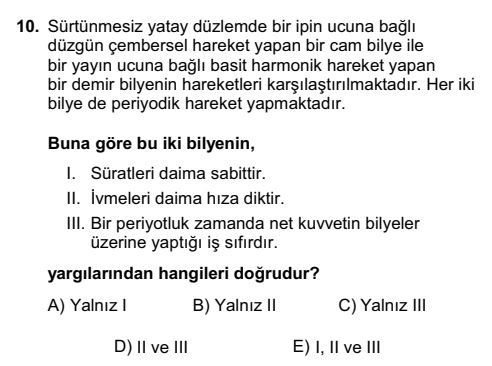 10. Sürtünmesiz yatay düzlemde bir ipin ucuna bağlı
düzgün çembersel hareket yapan bir cam bilye ile
bir yayın ucuna bağlı basit harmonik hareket yapan
bir demir bilyenin hareketleri karşılaştırılmaktadır. Her iki
bilye de periyodik hareket yapmaktadır.
Buna göre bu iki bilyenin,
I. Süratleri daima sabittir.
II. İvmeleri daima hıza diktir.
III. Bir periyotluk zamanda net kuvvetin bilyeler
üzerine yaptığı iş sıfırdır.
yargılarından hangileri doğrudur?
A) Yalnız I B) Yalnız II C) Yalnız III
D) II ve III E) I, II ve III